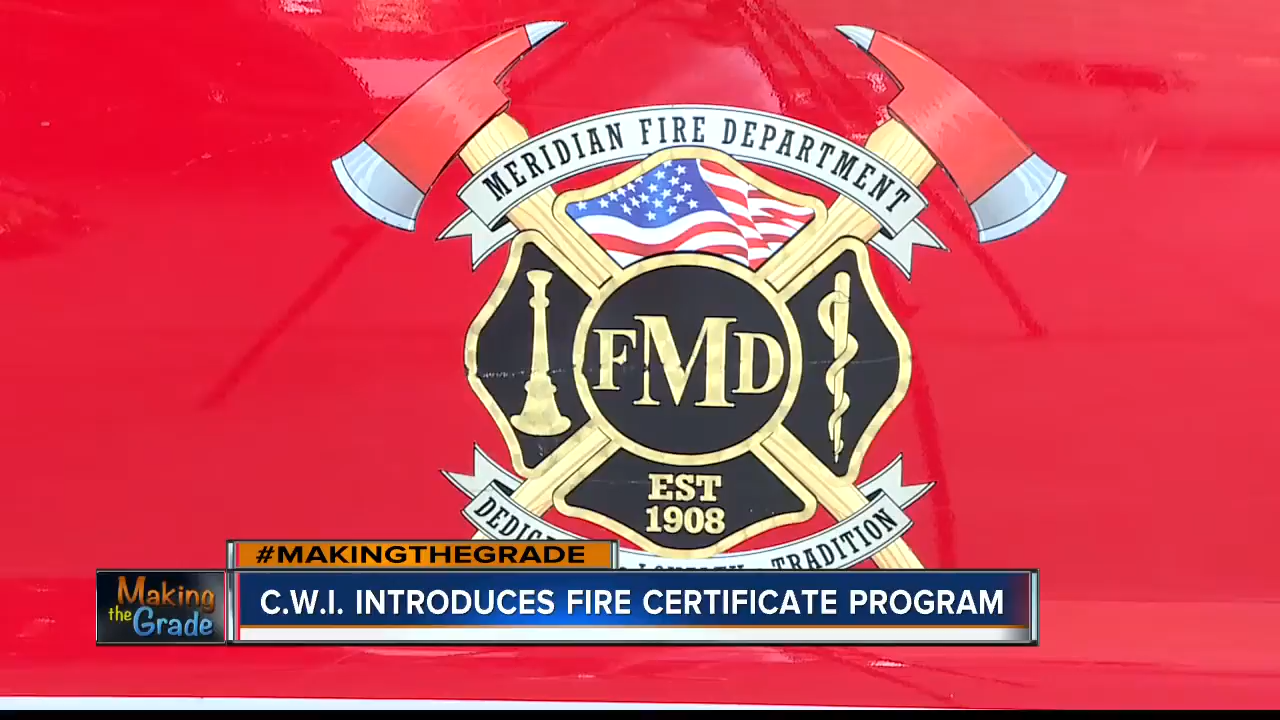 MERIDIAN FIRE DEPARTMENT
FMD
EST
1908
TRADITION
#MAKINGTHEGRADE
Making
the Grade
C.W.I. INTRODUCES FIRE CERTIFICATE PROGRAM